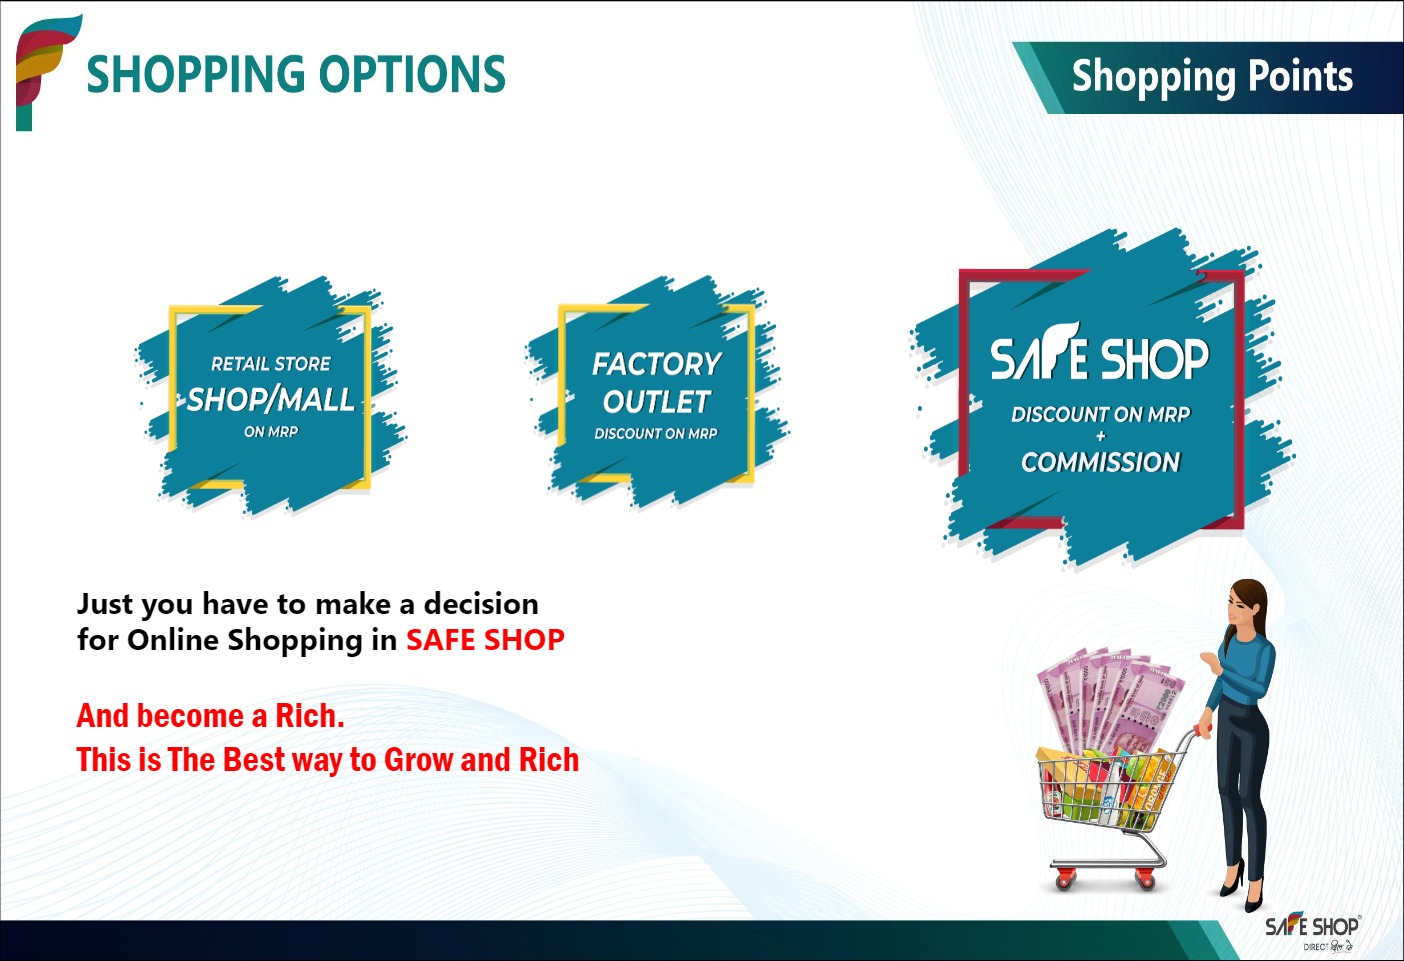 SHOPPING OPTIONS
Shopping Points
RETAIL STORE
SHOP/MALL
ON MRP
FACTORY
OUTLET
DISCOUNT ON MRP
SAFE SHOP
DISCOUNT ON MRP
+
COMMISSION
Just you have to make a decision
for Online Shopping in SAFE SHOP
And become a Rich.
This is The Best way to Grow and Rich
SAFE SHOP®
DIRECT दिल से